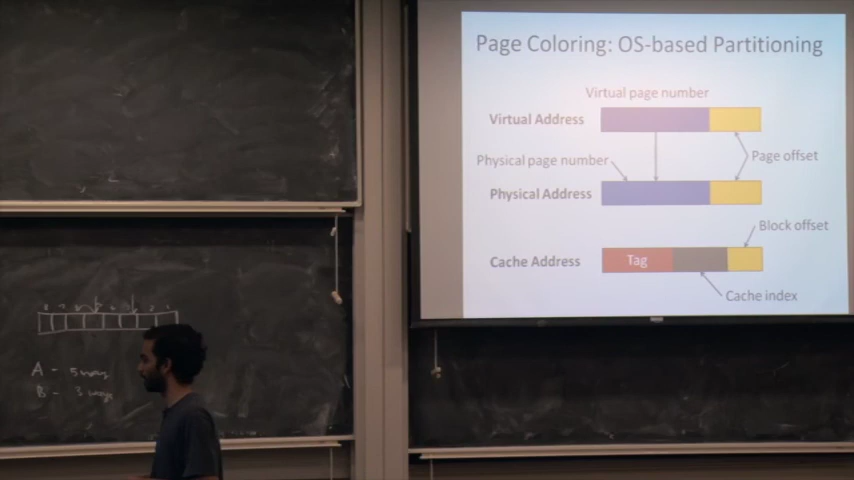 Page Coloring: OS-based Partitioning
Virtual page number
Virtual Address
Page offset
Physical page number
Physical Address
Block offset
Cache Address
Tag
Cache index
A - 5 way
B - 3 ways